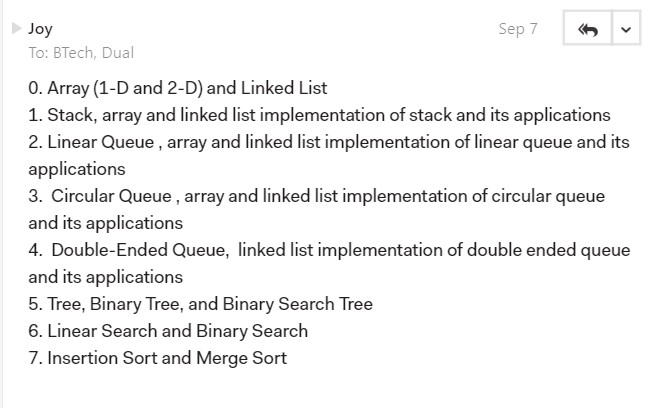 Joy
Sep 7
To: BTech, Dual
0. Array (1-D and 2-D) and Linked List
1. Stack, array and linked list implementation of stack and its applications
2. Linear Queue , array and linked list implementation of linear queue and its
applications
3.  Circular Queue , array and linked list implementation of circular queue
and its applications
4.  Double-Ended Queue,  linked list implementation of double ended queue
and its applications
5. Tree, Binary Tree, and Binary Search Tree
6. Linear Search and Binary Search
7. Insertion Sort and Merge Sort